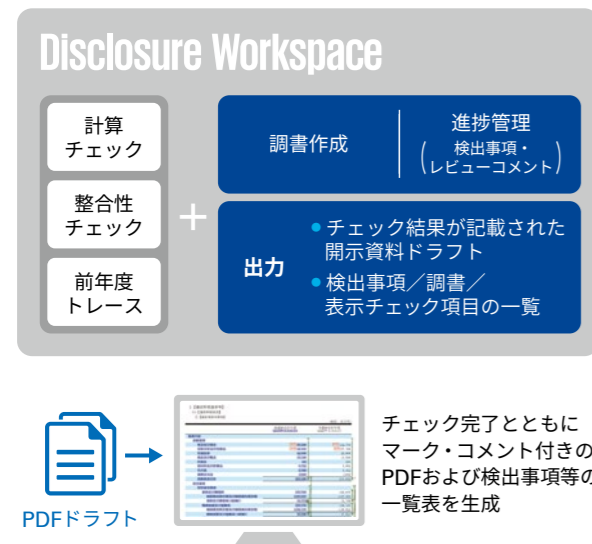 Disclosure Workspace
計算
チェック
整合性
チェック
前年度
トレース
+
調書作成
進捗管理
(検出事項・
レビューコメント)
出力
● チェック結果が記載された
開示資料ドラフト
● 検出事項／調書／
表示チェック項目の一覧
PDFドラフト
チェック完了とともに
マーク・コメント付きの
PDFおよび検出事項等の
一覧表を生成